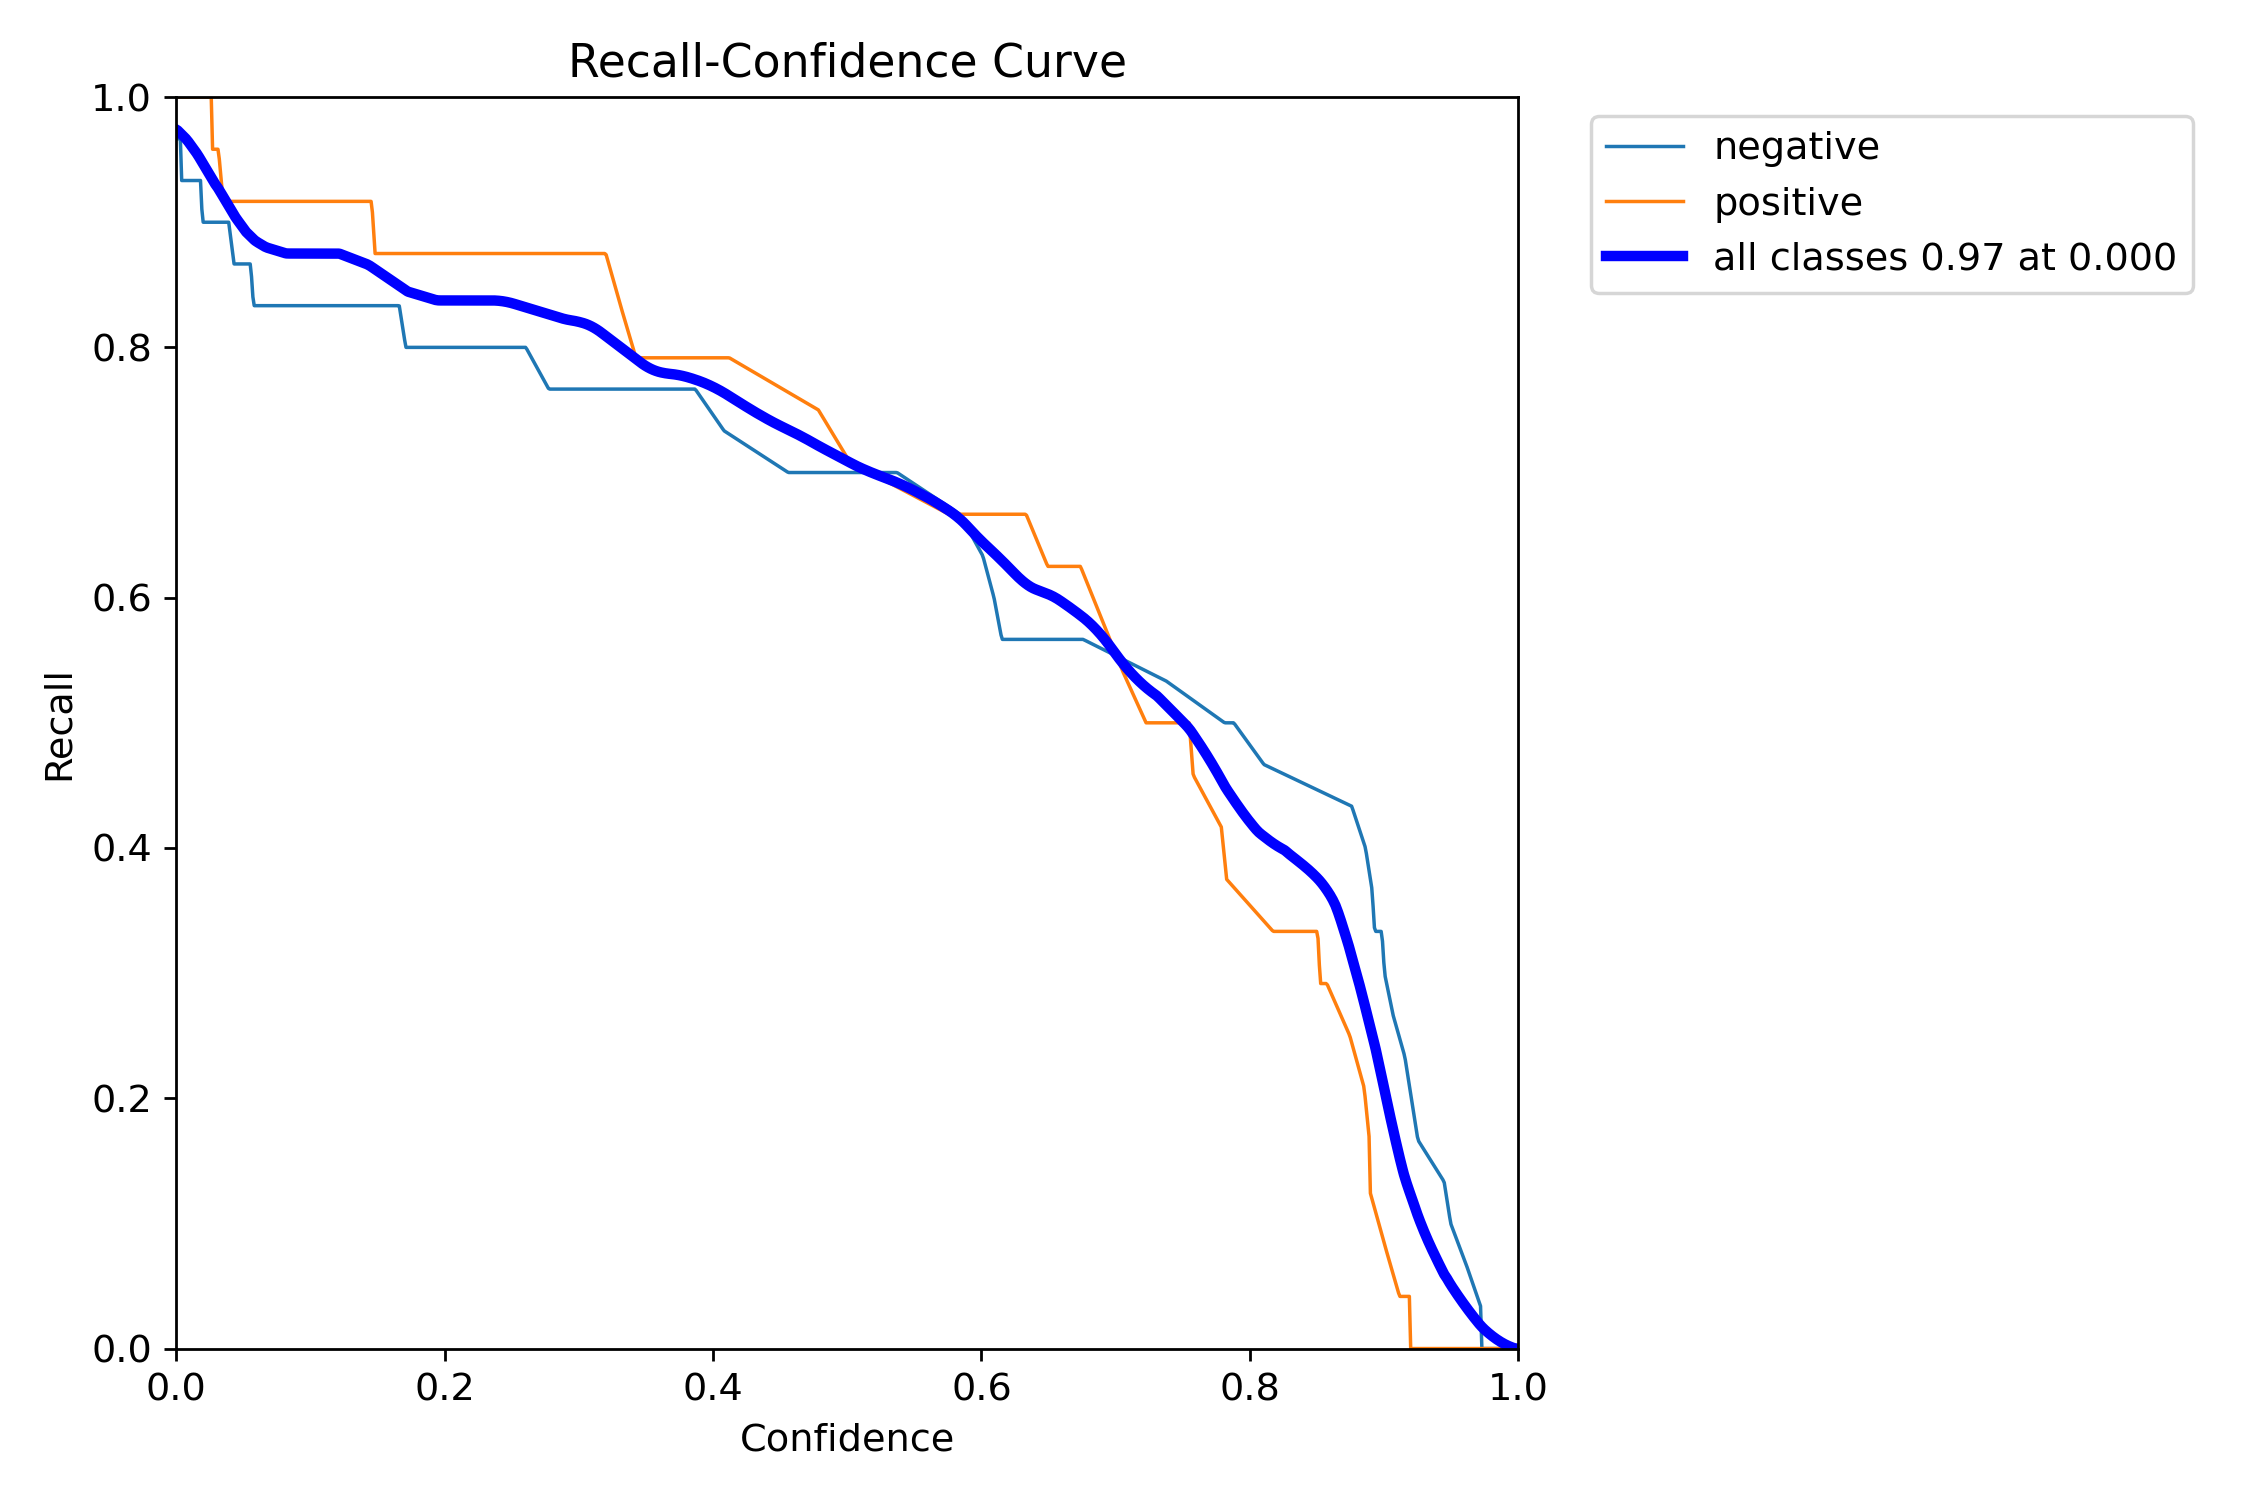 Recall-Confidence Curve
1.0
0.8
0.6
0.4
0.2
0.0
Recall
0.0 0.2 0.4 0.6 0.8 1.0
Confidence
negative
positive
all classes 0.97 at 0.000